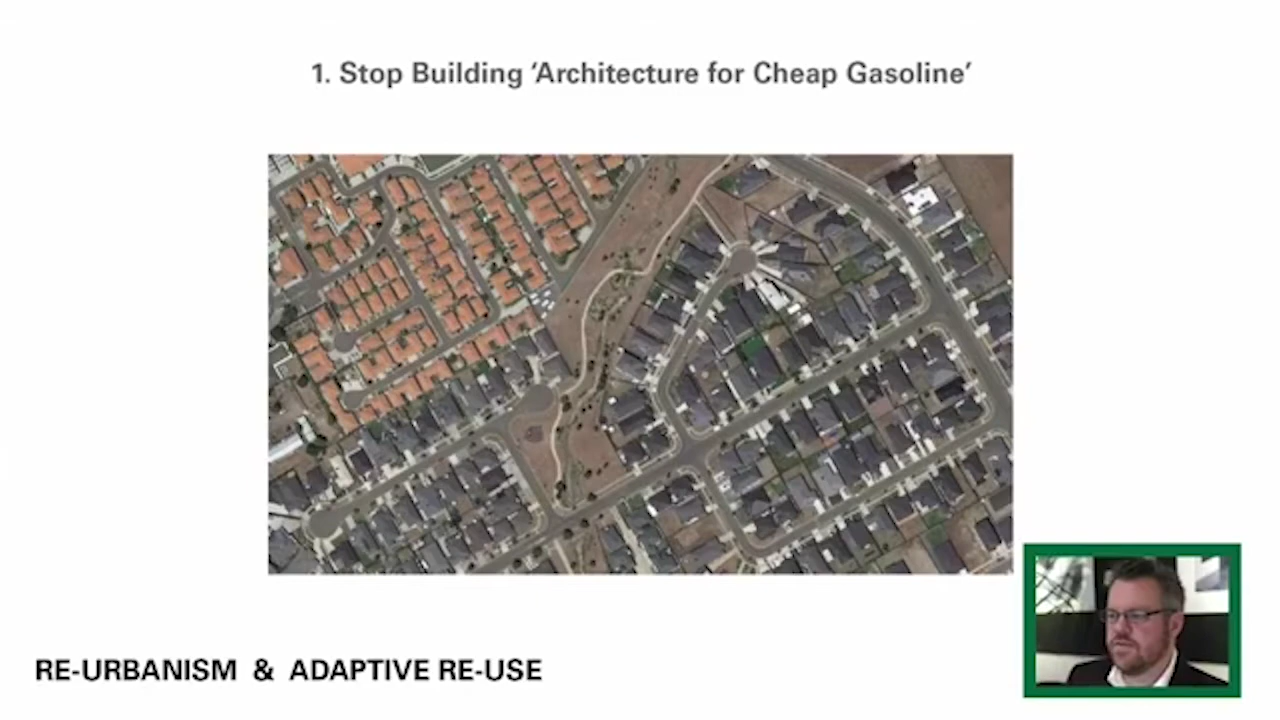 1. Stop Building ‘Architecture for Cheap Gasoline’
RE-URBANISM & ADAPTIVE RE-USE